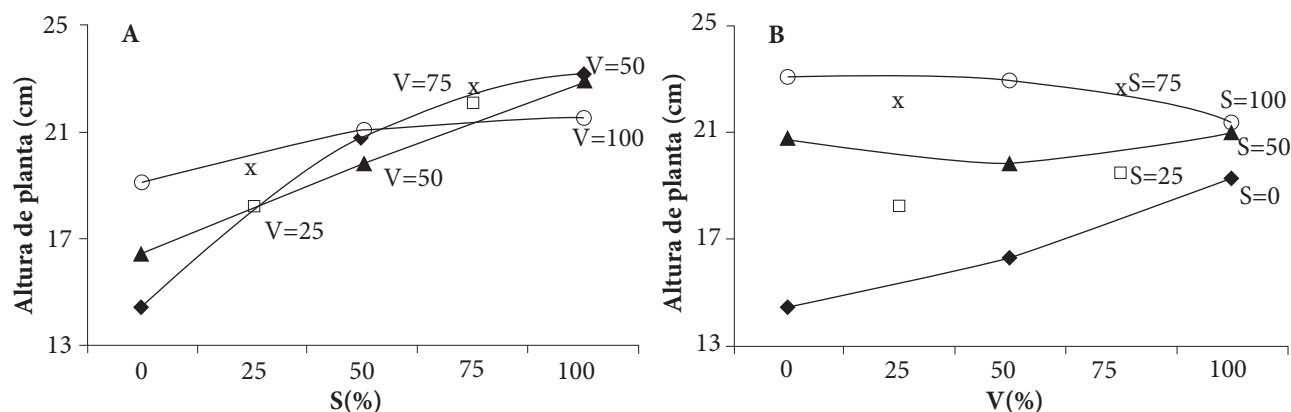 A
Altura de planta (cm)
25
21
17
13
V=75
V=50
V=100
V=50
V=25
x
x
0 25 50 75 100
S(%)
B
Altura de planta (cm)
25
21
17
13
x
x
S=75
S=100
S=50
S=25
S=0
0 25 50 75 100
V(%)